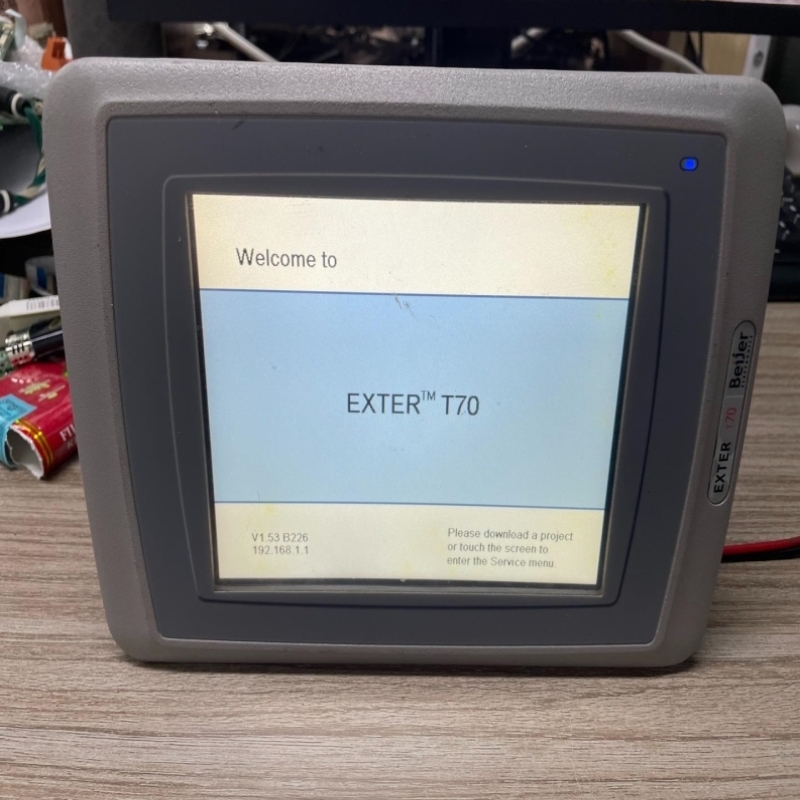 Welcome to
EXTER™ T70
V1.53 B226
192.168.1.1
Please download a project
or touch the screen to
enter the Service menu.
EXTER T70
Beijer